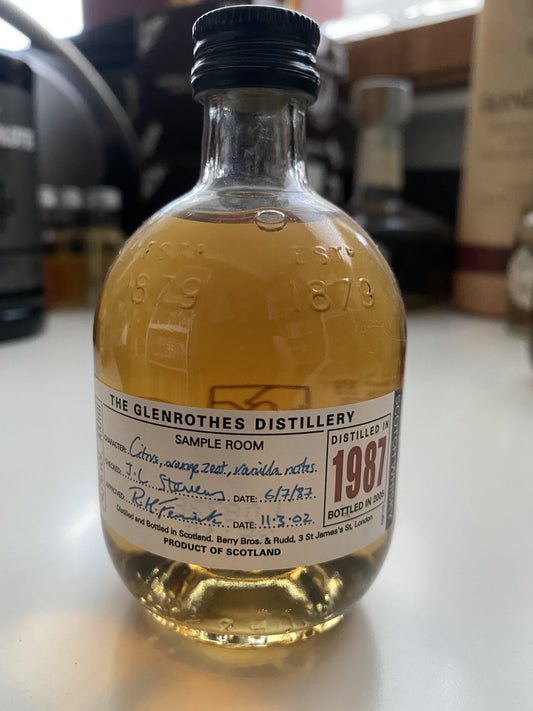 ESTD ESTD
1879 1879
THE GLENROTHES DISTILLERY
SAMPLE ROOM
CHARACTER: Citrus, orange zest, vanilla notes.
CHECKED: J.L. Stevens DATE: 6/7/87
APPROVED: DATE: 11.3.02
Distilled and Bottled in Scotland. Berry Bros. & Rudd, 3 St James's St, London.
PRODUCT OF SCOTLAND
DISTILLED IN
1987
BOTTLED IN 2005